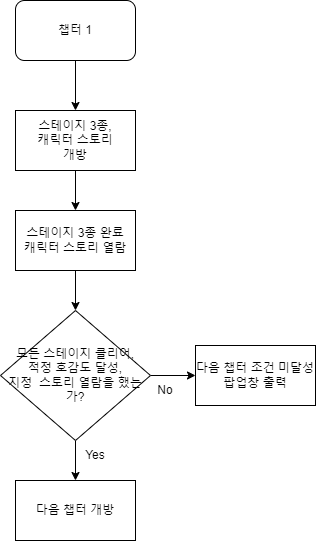 챕터 1
스테이지 3종,
캐릭터 스토리
개방
스테이지 3종 완료
캐릭터 스토리 열람
모든 스테이지 클리어,
적정 호감도 달성,
지정 스토리 열람을 했는
가?
No
다음 챕터 조건 미달성
팝업창 출력
Yes
다음 챕터 개방